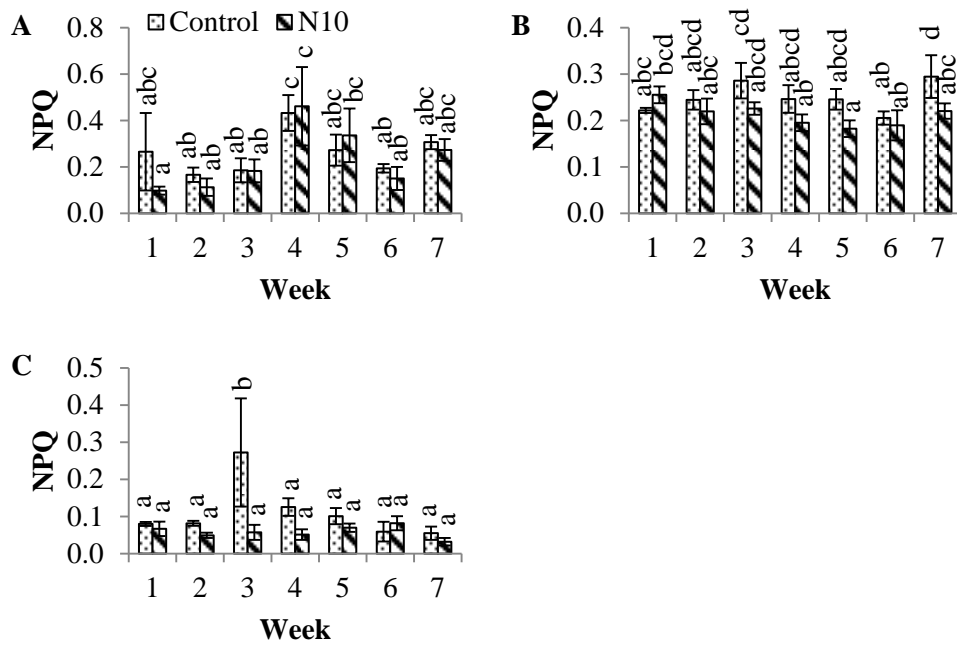 A
Control N10
NPQ
0.8
0.6
0.4
0.2
0.0
abc a ab ab ab ab c c abc bc ab ab abc abc
1 2 3 4 5 6 7
Week
B
NPQ
0.4
0.3
0.2
0.1
0.0
abc bcd abcd abc cd abcd abcd ab abcd a ab ab d abc
1 2 3 4 5 6 7
Week
C
NPQ
0.5
0.4
0.3
0.2
0.1
0.0
a a a a b a a a a a a a a a
1 2 3 4 5 6 7
Week